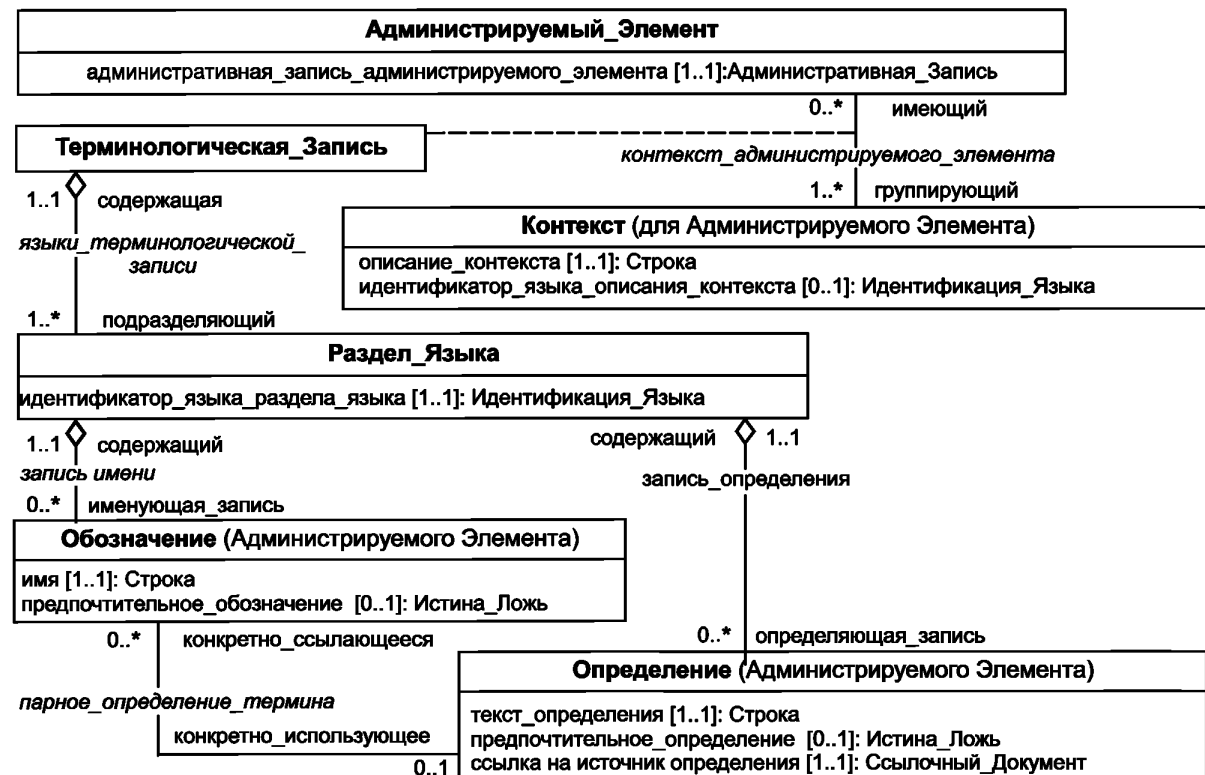 Администрируемый_Элемент
административная_запись_администрируемого_элемента [1..1]:Административная_Запись
0..* имеющий
Терминологическая_Запись
контекст_администрируемого_элемента
1..1 содержащая
1..* группирующий
языки_терминологической_
записи
Контекст (для Администрируемого Элемента)
описание_контекста [1..1]: Строка
идентификатор_языка_описания_контекста [0..1]: Идентификация_Языка
1..* подразделяющий
Раздел_Языка
идентификатор_языка_раздела_языка [1..1]: Идентификация_Языка
1..1 содержащий
содержащий 1..1
запись имени
запись_определения
0..* именующая_запись
Обозначение (Администрируемого Элемента)
имя [1..1]: Строка
предпочтительное_обозначение [0..1]: Истина_Ложь
0..* конкретно_ссылающееся
0..* определяющая_запись
Определение (Администрируемого Элемента)
парное_определение_термина
текст_определения [1..1]: Строка
предпочтительное_определение [0..1]: Истина_Ложь
ссылка на источник определения [1..1]: Ссылочный_Документ
конкретно_использующее
0..1